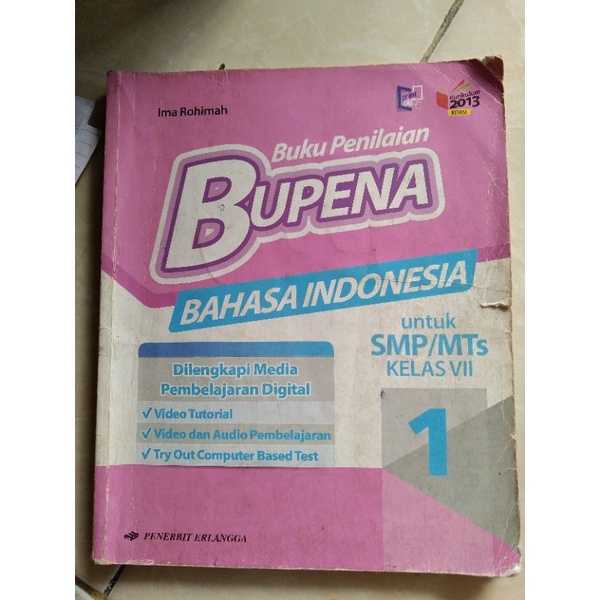 Ima Rohimah
Kurikulum
2013
REVISI
Buku Penilaian
BUPENA
BAHASA INDONESIA
untuk
SMP/MTs
KELAS VII
1
Dilengkapi Media
Pembelajaran Digital
✓ Video Tutorial
✓ Video dan Audio Pembelajaran
✓ Try Out Computer Based Test
PENERBIT ERLANGGA